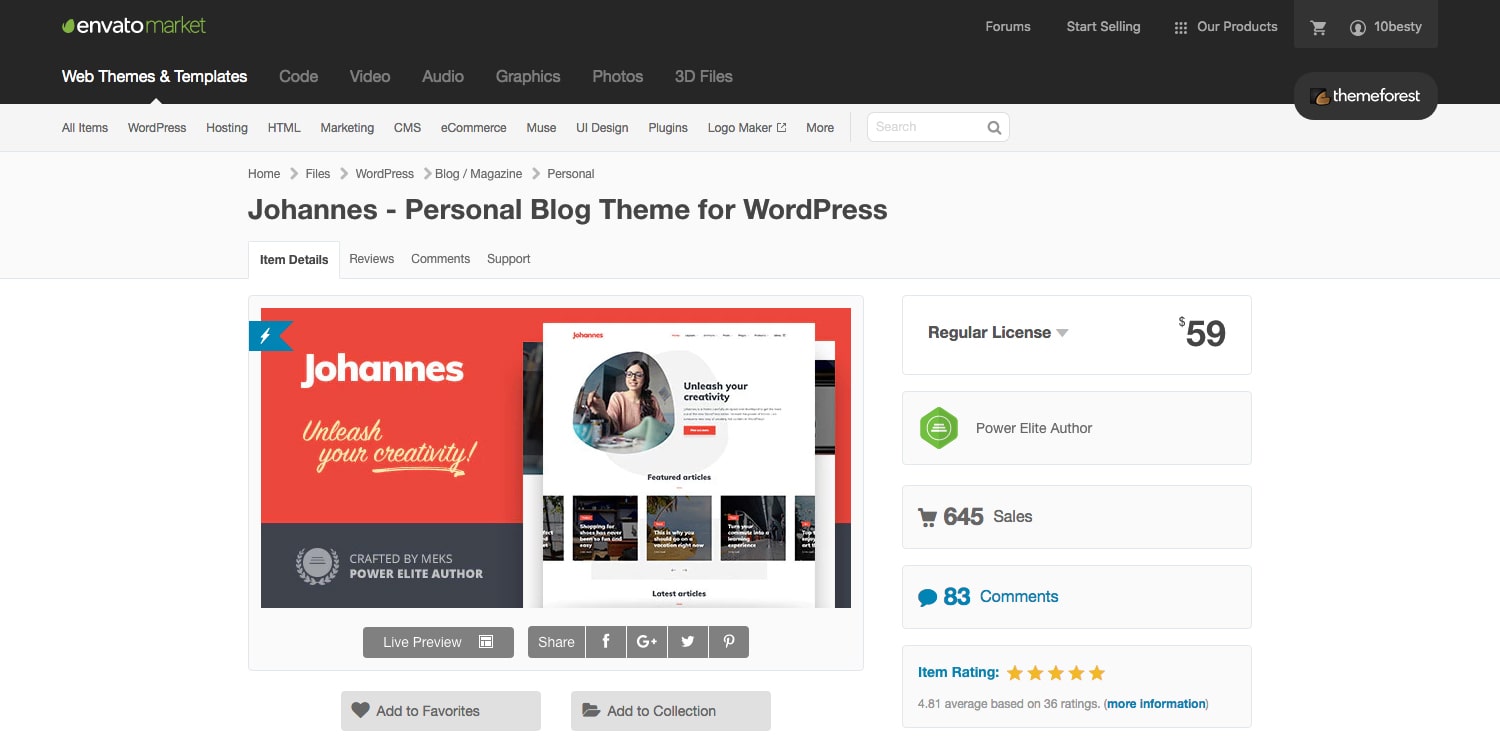 envato market
Forums
Start Selling
Our Products
10besty
Web Themes & Templates
Code
Video
Audio
Graphics
Photos
3D Files
themeforest
All Items
WordPress
Hosting
HTML
Marketing
CMS
eCommerce
Muse
UI Design
Plugins
Logo Maker
More
Search
Home
Files
WordPress
Blog / Magazine
Personal
Johannes - Personal Blog Theme for WordPress
Item Details
Reviews
Comments
Support
Johannes
Unleash
your creativity!
CRAFTED BY MEKS
POWER ELITE AUTHOR
Johannes
Unleash your
creativity
Featured articles
Shopping for
shoes has never
been so fun and
easy
This is why you
should go on a
vacation right now
Turn your
commute into a
learning
experience
Latest articles
Live Preview
Share
f
G+
Add to Favorites
Add to Collection
Regular License
$59
Power Elite Author
645 Sales
83 Comments
Item Rating:
4.81 average based on 36 ratings. (more information)